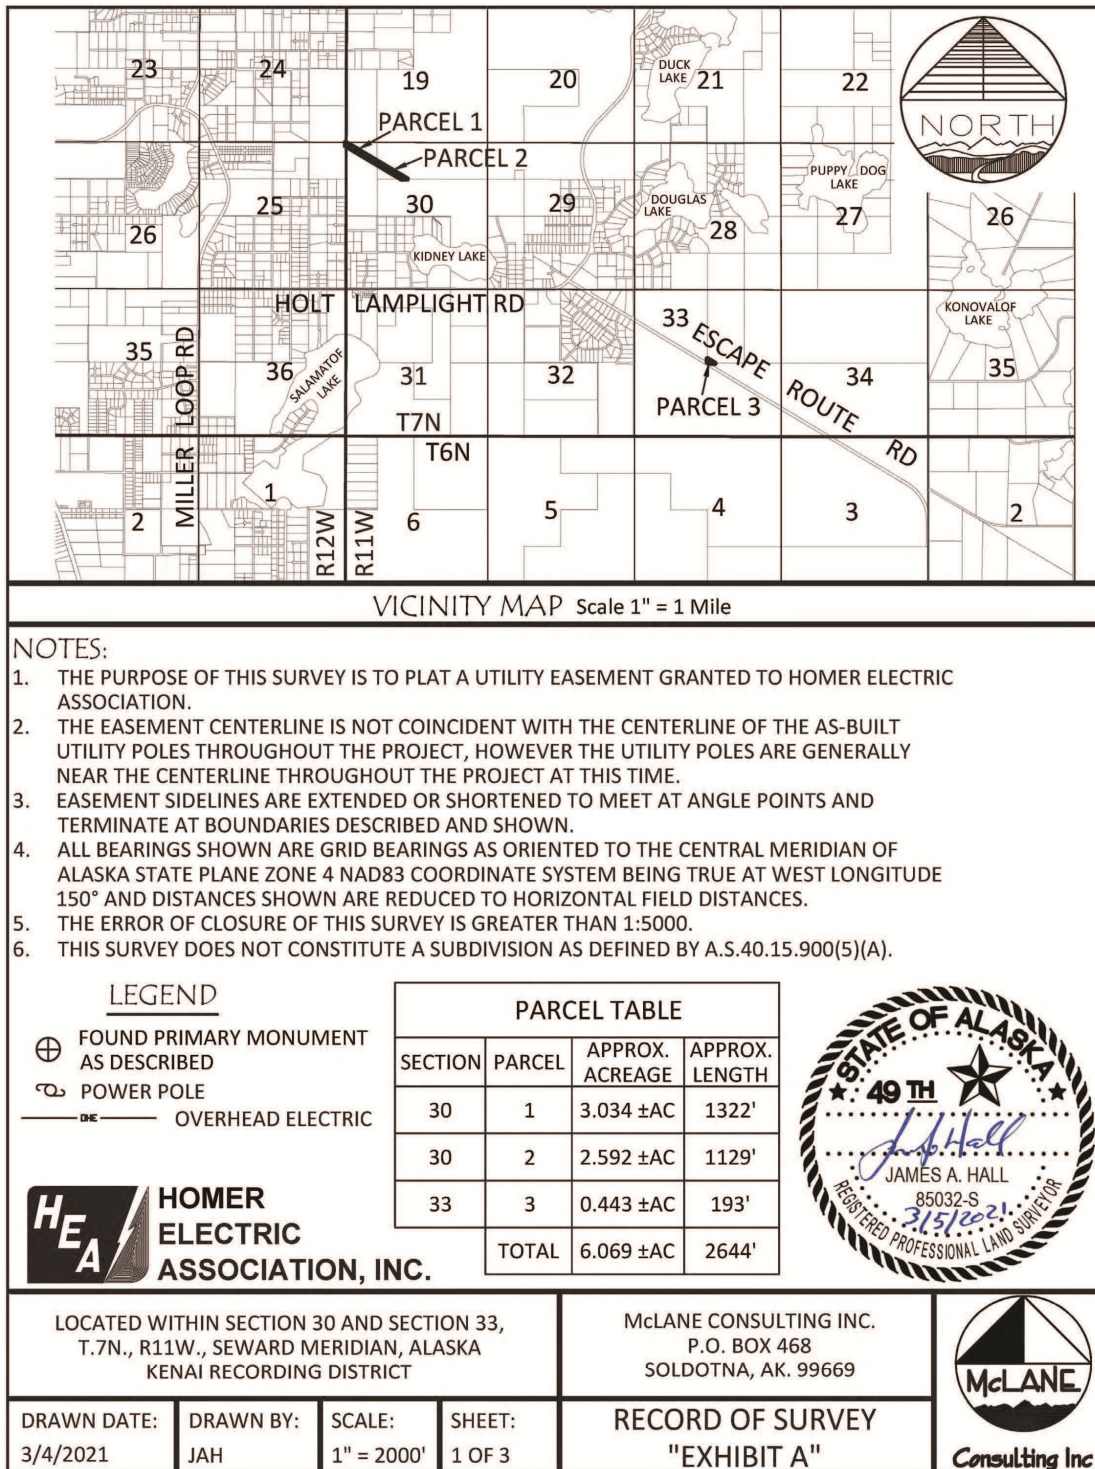 23
24
19
20
DUCK
LAKE
21
22
NORTH
PARCEL 1
PARCEL 2
25
30
29
DOUGLAS
LAKE
28
PUPPY DOG
LAKE
27
26
26
KIDNEY LAKE
HOLT LAMPLIGHT RD
KONOVALOF
LAKE
35
36
SALAMATOF
LAKE
31
32
33
ESCAPE ROUTE RD
34
35
PARCEL 3
MILLER LOOP RD
T7N
T6N
2
1
R12W
R11W
6
5
4
3
2
VICINITY MAP Scale 1" = 1 Mile
NOTES:
1. THE PURPOSE OF THIS SURVEY IS TO PLAT A UTILITY EASEMENT GRANTED TO HOMER ELECTRIC
ASSOCIATION.
2. THE EASEMENT CENTERLINE IS NOT COINCIDENT WITH THE CENTERLINE OF THE AS-BUILT
UTILITY POLES THROUGHOUT THE PROJECT, HOWEVER THE UTILITY POLES ARE GENERALLY
NEAR THE CENTERLINE THROUGHOUT THE PROJECT AT THIS TIME.
3. EASEMENT SIDELINES ARE EXTENDED OR SHORTENED TO MEET AT ANGLE POINTS AND
TERMINATE AT BOUNDARIES DESCRIBED AND SHOWN.
4. ALL BEARINGS SHOWN ARE GRID BEARINGS AS ORIENTED TO THE CENTRAL MERIDIAN OF
ALASKA STATE PLANE ZONE 4 NAD83 COORDINATE SYSTEM BEING TRUE AT WEST LONGITUDE
150° AND DISTANCES SHOWN ARE REDUCED TO HORIZONTAL FIELD DISTANCES.
5. THE ERROR OF CLOSURE OF THIS SURVEY IS GREATER THAN 1:5000.
6. THIS SURVEY DOES NOT CONSTITUTE A SUBDIVISION AS DEFINED BY A.S.40.15.900(5)(A).
LEGEND
FOUND PRIMARY MONUMENT
AS DESCRIBED
POWER POLE
OHE OVERHEAD ELECTRIC
PARCEL TABLE
SECTION PARCEL APPROX. ACREAGE APPROX. LENGTH
30 1 3.034 ±AC 1322'
30 2 2.592 ±AC 1129'
33 3 0.443 ±AC 193'
TOTAL 6.069 ±AC 2644'
STATE OF ALASKA
49 TH
JAMES A. HALL
85032-S
3/5/2021
REGISTERED PROFESSIONAL LAND SURVEYOR
HEA
HOMER
ELECTRIC
ASSOCIATION, INC.
LOCATED WITHIN SECTION 30 AND SECTION 33,
T.7N., R11W., SEWARD MERIDIAN, ALASKA
KENAI RECORDING DISTRICT
McLANE CONSULTING INC.
P.O. BOX 468
SOLDOTNA, AK. 99669
McLANE
Consulting Inc
DRAWN DATE:
3/4/2021
DRAWN BY:
JAH
SCALE:
1" = 2000'
SHEET:
1 OF 3
RECORD OF SURVEY
"EXHIBIT A"